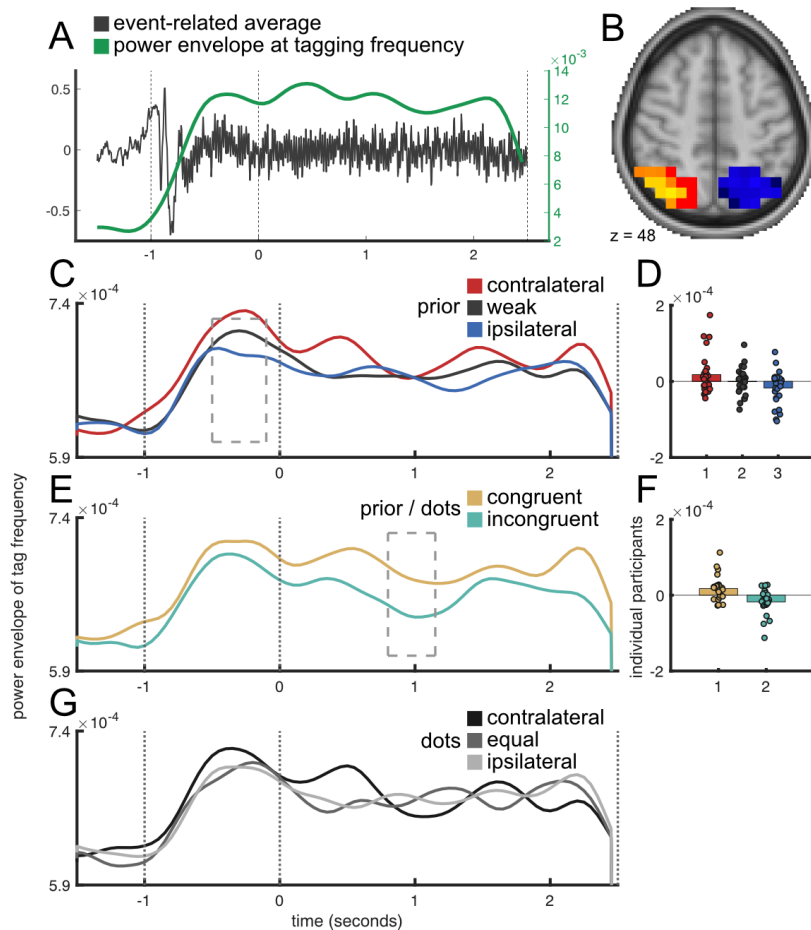 A
event-related average
power envelope at tagging frequency
×10⁻³
0.5
0
-0.5
14
12
10
8
6
4
2
-1
0
1
2
B
z = 48
C
×10⁻⁴
7.4
5.9
prior
contralateral
weak
ipsilateral
-1
0
1
2
D
×10⁻⁴
2
0
-2
1
2
3
E
×10⁻⁴
7.4
5.9
prior / dots
congruent
incongruent
-1
0
1
2
F
×10⁻⁴
2
0
-2
1
2
individual participants
G
×10⁻⁴
7.4
5.9
dots
contralateral
equal
ipsilateral
-1
0
1
2
time (seconds)
power envelope of tag frequency